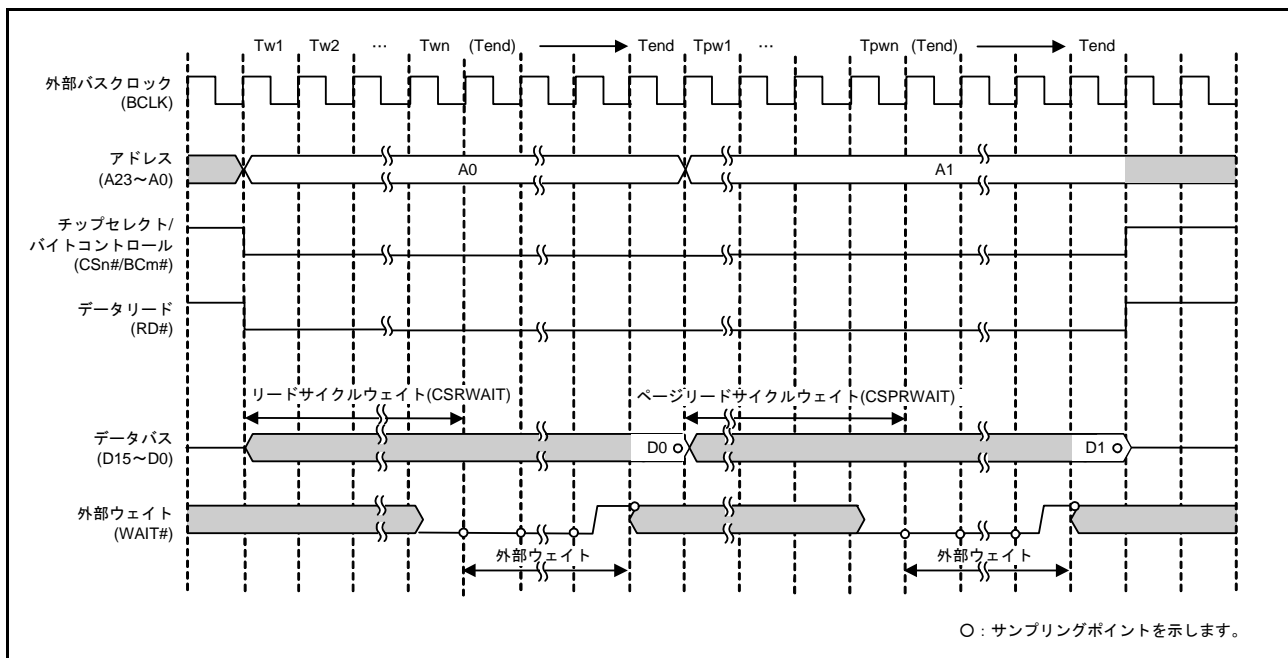 Tw1 Tw2 … Twn (Tend) Tend Tpw1 … Tpwn (Tend) Tend
外部バスクロック
(BCLK)
アドレス
(A23～A0)
A0 A1
チップセレクト/
バイトコントロール
(CSn#/BCm#)
データリード
(RD#)
リードサイクルウェイト(CSRWAIT) ページリードサイクルウェイト(CSPRWAIT)
データバス
(D15～D0)
D0 D1
外部ウェイト
(WAIT#)
外部ウェイト 外部ウェイト
○：サンプリングポイントを示します。